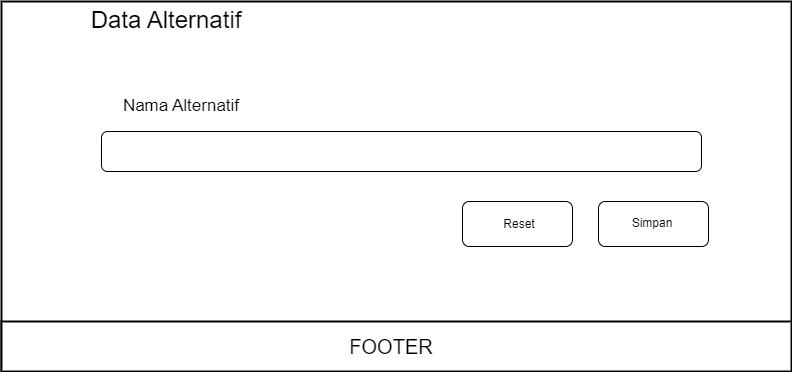 Data Alternatif
Nama Alternatif
Reset Simpan
FOOTER